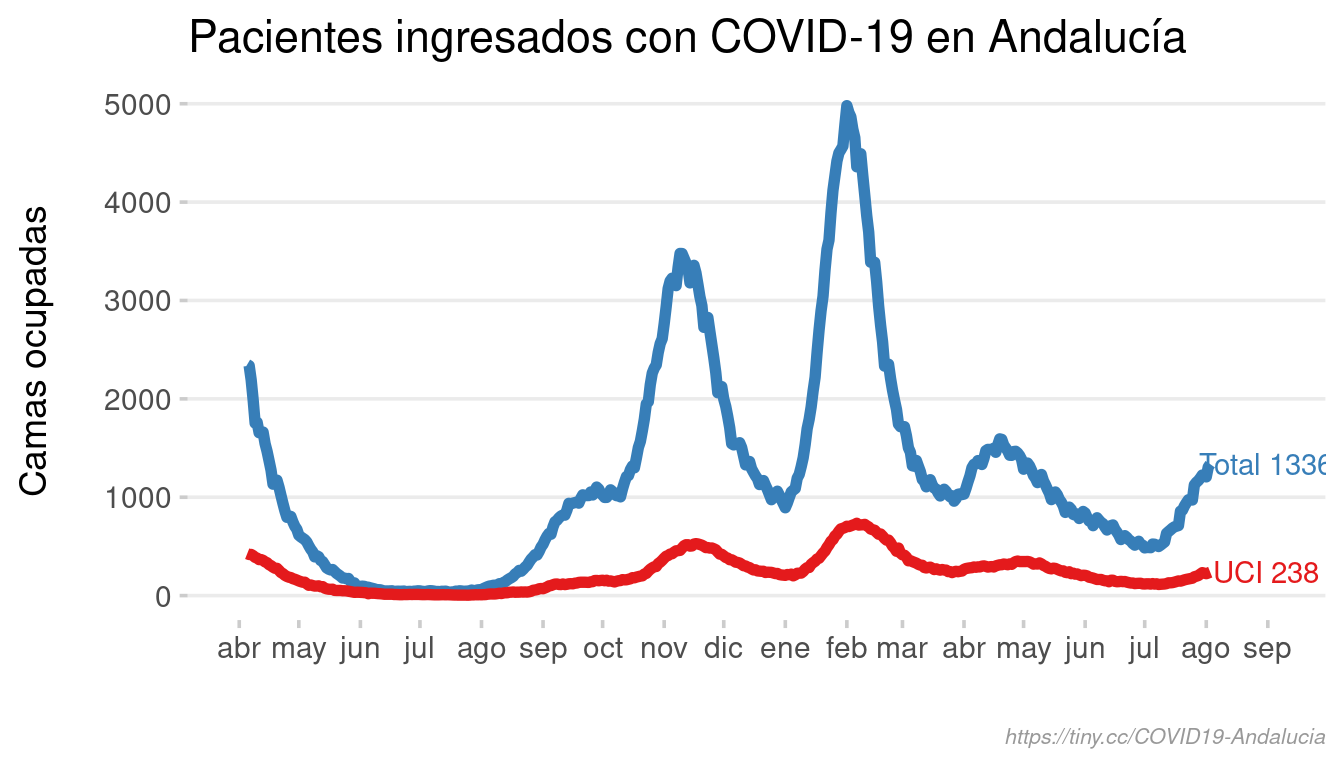 Pacientes ingresados con COVID-19 en Andalucía
Camas ocupadas
5000
4000
3000
2000
1000
0
Total 1336
UCI 238
abr may jun jul ago sep oct nov dic ene feb mar abr may jun jul ago sep
https://tiny.cc/COVID19-Andalucia